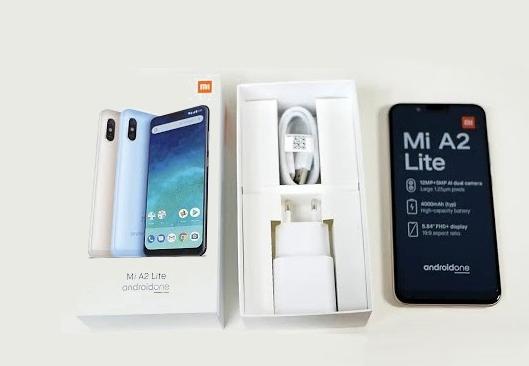 mi
Mi A2 Lite
androidone
mi
Mi A2
Lite
12MP+5MP AI dual camera
Large 1.25μm pixels
4000mAh (typ)
High-capacity battery
5.84" FHD+ display
19:9 aspect ratio
androidone